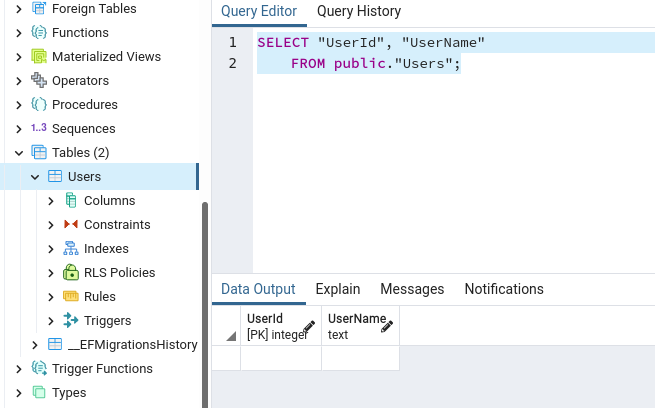 Foreign Tables
Functions
Materialized Views
Operators
Procedures
1..3 Sequences
Tables (2)
Users
Columns
Constraints
Indexes
RLS Policies
Rules
Triggers
__EFMigrationsHistory
Trigger Functions
Types
Query Editor Query History
1 SELECT "UserId", "UserName"
2 FROM public."Users";
Data Output Explain Messages Notifications
UserId UserName
[PK] integer text